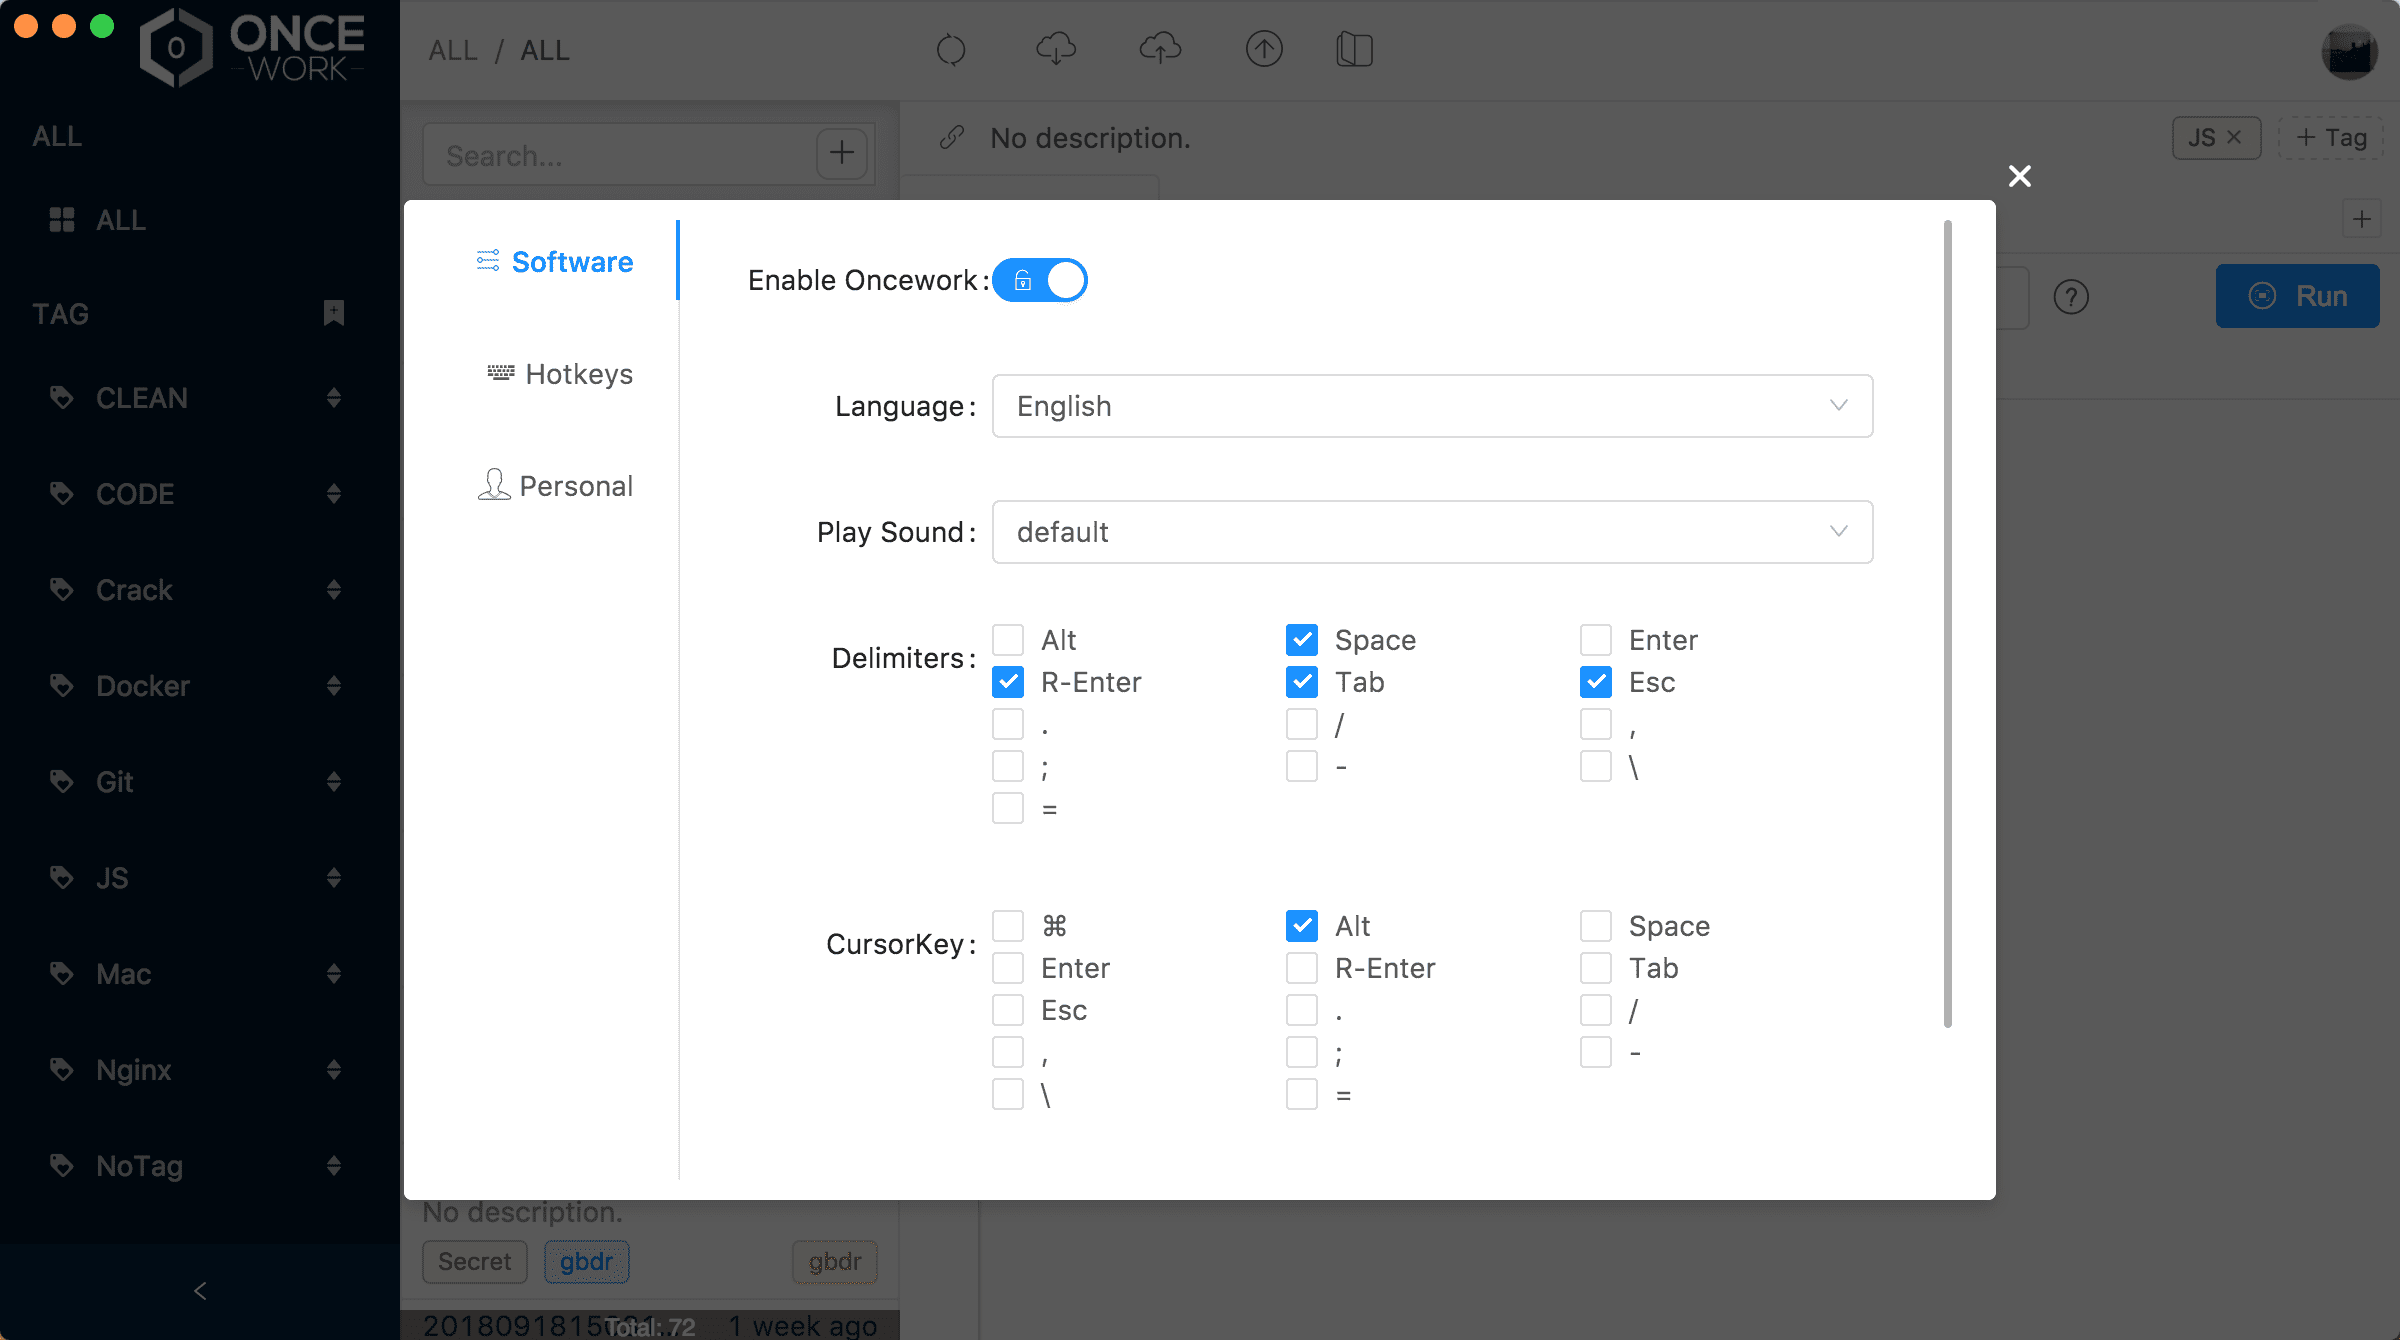 ONCE
WORK
ALL / ALL
ALL
Search...
No description.
JS
+ Tag
ALL
TAG
CLEAN
CODE
Crack
Docker
Git
JS
Mac
Nginx
NoTag
Software
Hotkeys
Personal
Enable Oncework:
Language: English
Play Sound: default
Delimiters:
Alt Space Enter
R-Enter Tab Esc
. / ,
; - \
=
CursorKey:
⌘ Alt Space
Enter R-Enter Tab
Esc . /
, ; -
\ =
? Run
No description.
Secret gbdr gbdr
Total: 72
1 week ago